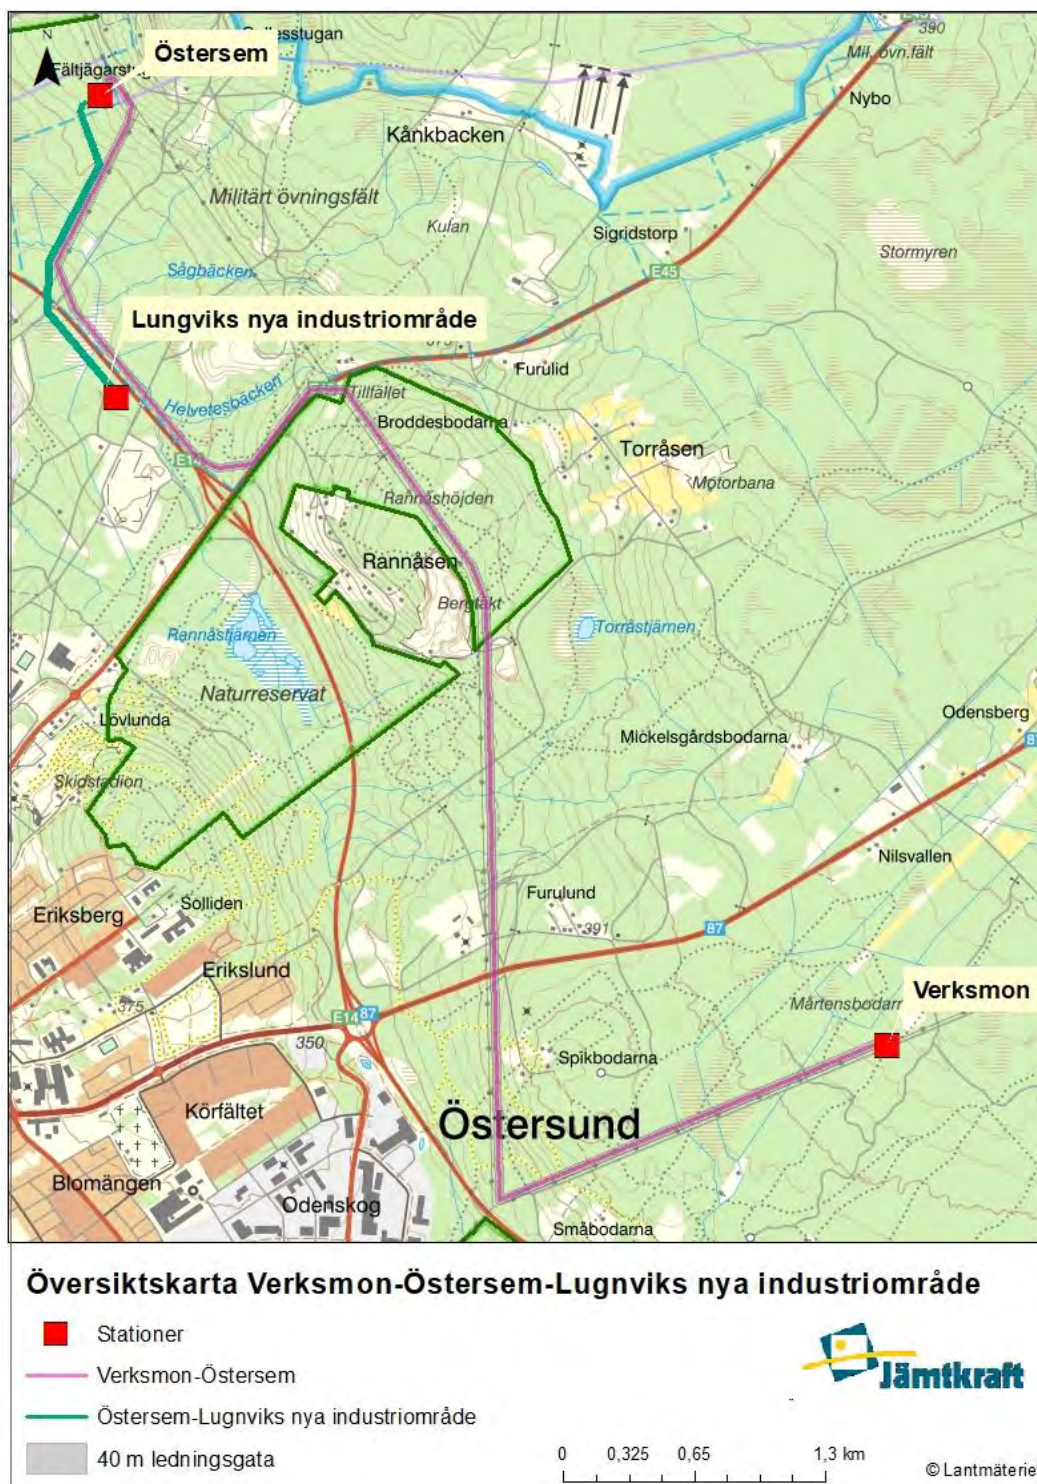 390
N
Östersem
Mil. övn.fält
Nybo
Kånkbacken
Militärt övningsfält
Kulan
Sigridstorp
Stormyren
Sågbäcken
E45
Lungviks nya industriområde
Furulid
Helvetesbäcken
Tillfället
Broddesbodarna
Torråsen
E14
Rannåshöjden
Motorbana
Rannåsen
Bergtäkt
Rannåstjärnen
Torråstjärnen
Naturreservat
Lövlunda
Odensberg
Mickelsgårdsbodarna
Skidstadion
Nilsvallen
Furulund
Solliden
Eriksberg
391
87
Erikslund
Verksmon
375
E14 87
350
Spikbodarna
Körfältet
Östersund
Blomängen
Odenskog
Småbodarna
Översiktskarta Verksmon-Östersem-Lugnviks nya industriområde
Stationer
Verksmon-Östersem
Jämtkraft
Östersem-Lugnviks nya industriområde
40 m ledningsgata
0 0,325 0,65 1,3 km
© Lantmäterie